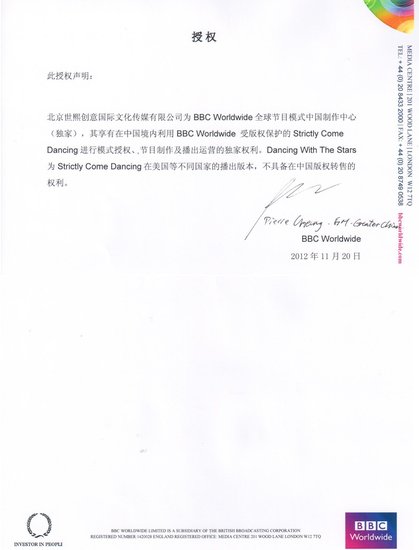 授权
MEDIA CENTRE | 201 WOOD LANE | LONDON W12 7TQ
TEL: +44 (0) 20 8433 2000 | FAX: +44 (0) 20 8749 0538
bbcworldwide.com
此授权声明：
北京世熙创意国际文化传媒有限公司为 BBC Worldwide 全球节目模式中国制作中心
（独家），其享有在中国境内利用 BBC Worldwide 受版权保护的 Strictly Come
Dancing 进行模式授权、节目制作及播出运营的独家权利。Dancing With The Stars
为 Strictly Come Dancing 在美国等不同国家的播出版本，不具备在中国版权转售的
权利。
Pierre Cheung - GM - Greater China
BBC Worldwide
2012 年 11 月 20 日
INVESTOR IN PEOPLE
BBC WORLDWIDE LIMITED IS A SUBSIDIARY OF THE BRITISH BROADCASTING CORPORATION
REGISTERED NUMBER 1420028 ENGLAND REGISTERED OFFICE: MEDIA CENTRE 201 WOOD LANE LONDON W12 7TQ
BBC
Worldwide